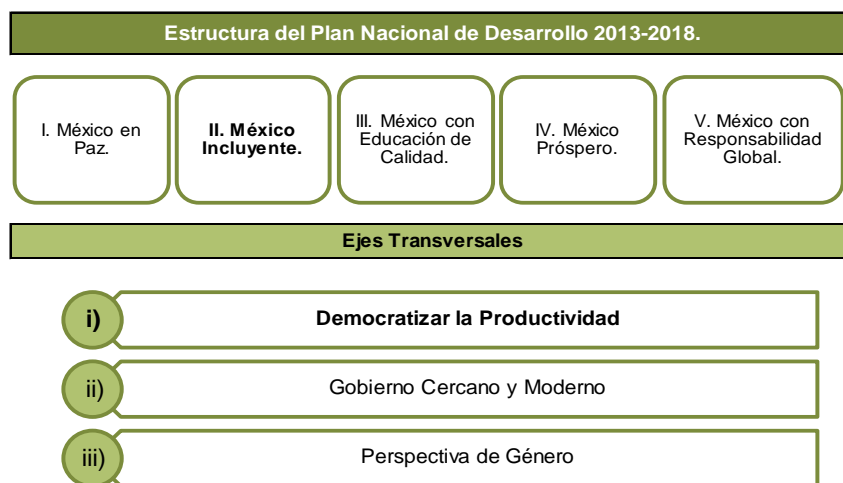 Estructura del Plan Nacional de Desarrollo 2013-2018.
I. México en
Paz.
II. México
Incluyente.
III. México con
Educación de
Calidad.
IV. México
Próspero.
V. México con
Responsabilidad
Global.
Ejes Transversales
i)
Democratizar la Productividad
ii)
Gobierno Cercano y Moderno
iii)
Perspectiva de Género